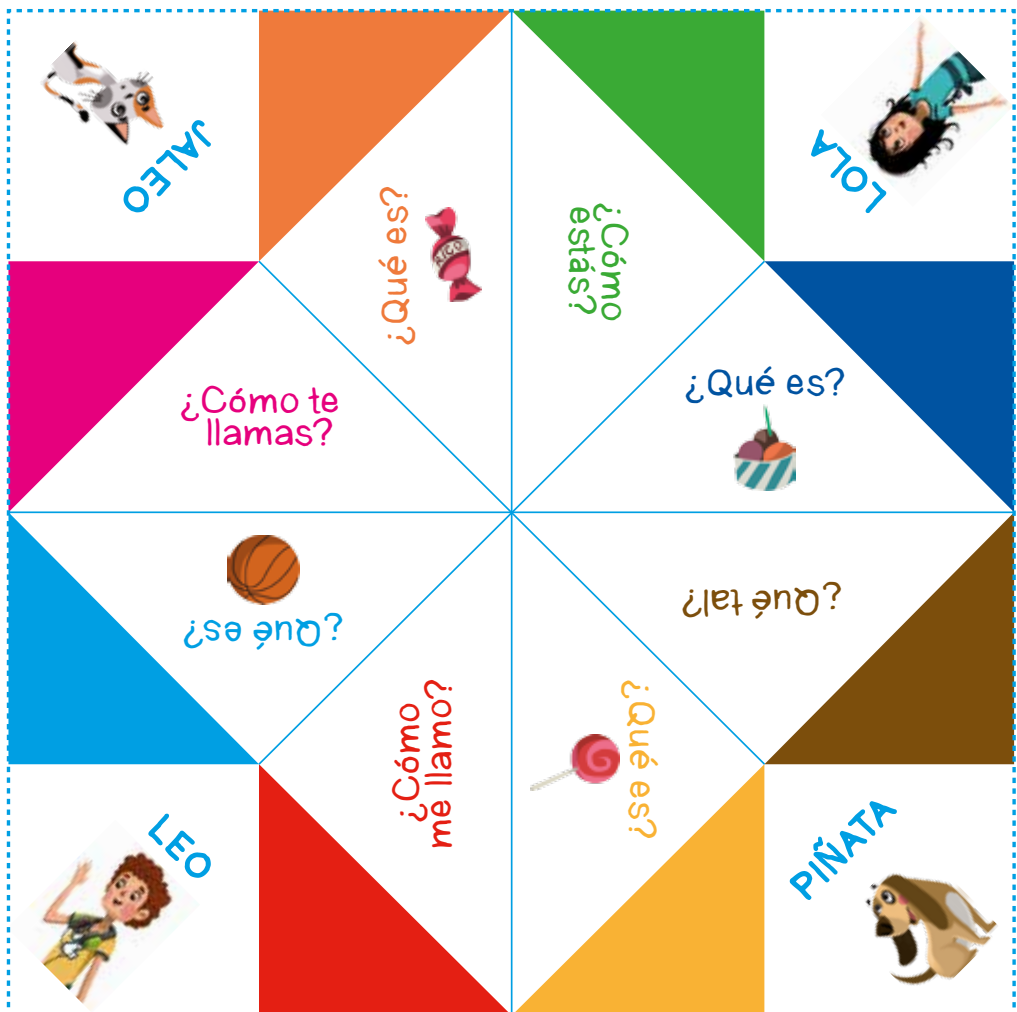 JALEO
LOLA
¿Qué es?
RICO
¿Cómo
estás?
¿Cómo te
llamas?
¿Qué es?
¿Qué es?
¿Qué tal?
¿Cómo
me llamo?
¿Qué es?
LEO
PIÑATA